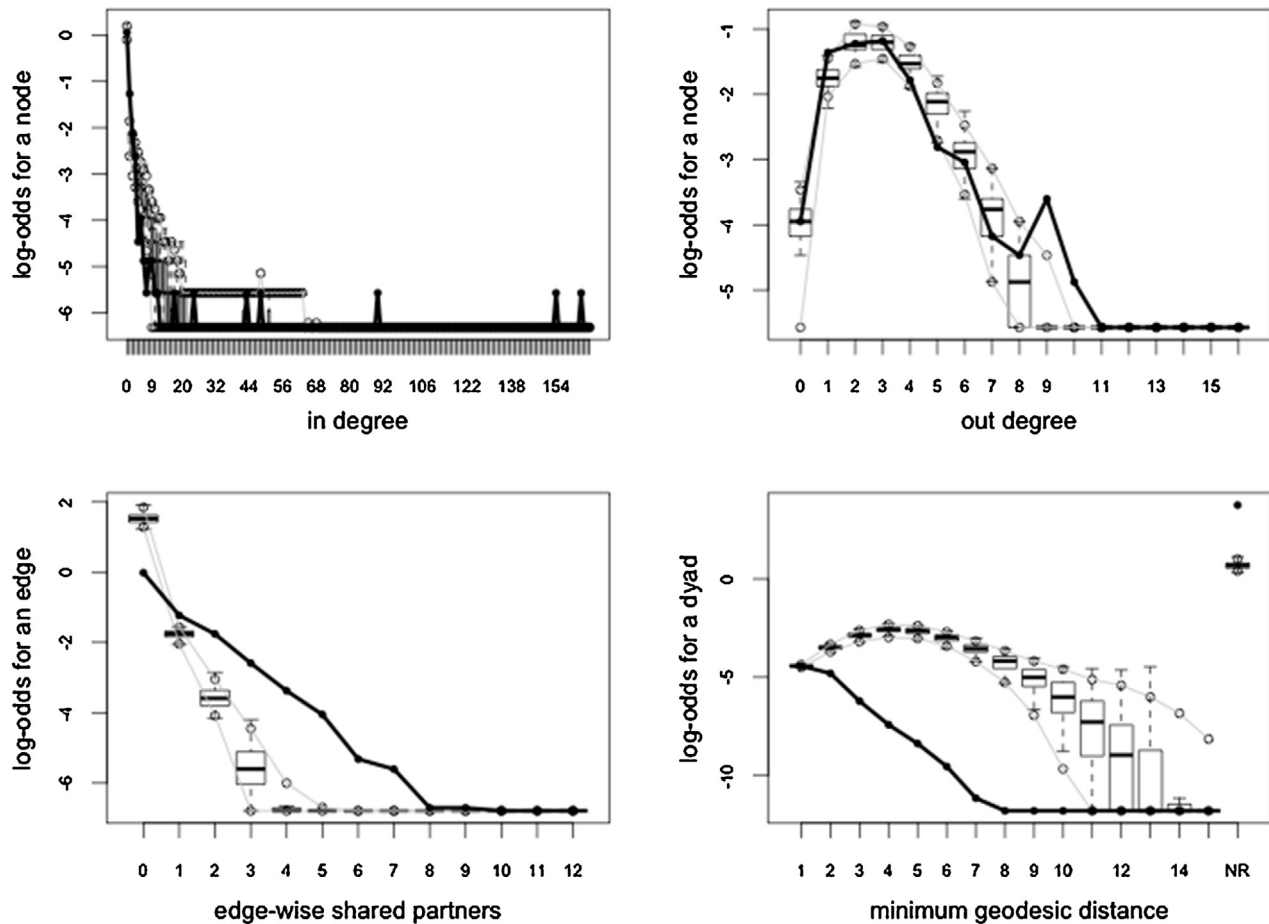 log-odds for a node
0
-1
-2
-3
-4
-5
-6
0 9 20 32 44 56 68 80 92 106 122 138 154
in degree
log-odds for a node
-1
-2
-4
-5
0 1 2 3 4 5 6 7 8 9 11 13 15
out degree
log-odds for an edge
2
0
-2
-4
-6
0 1 2 3 4 5 6 7 8 9 10 11 12
edge-wise shared partners
log-odds for a dyad
0
-5
-10
1 2 3 4 5 6 7 8 9 10 12 14 NR
minimum geodesic distance